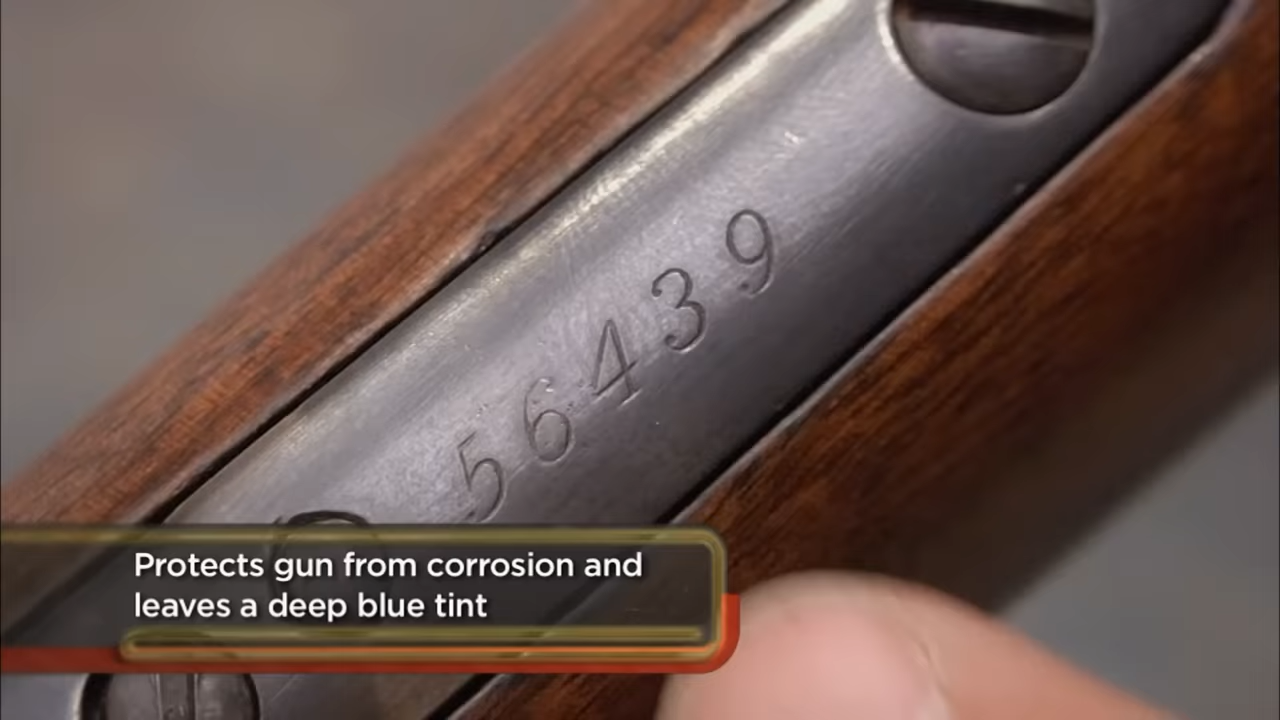 56439
Protects gun from corrosion and
leaves a deep blue tint